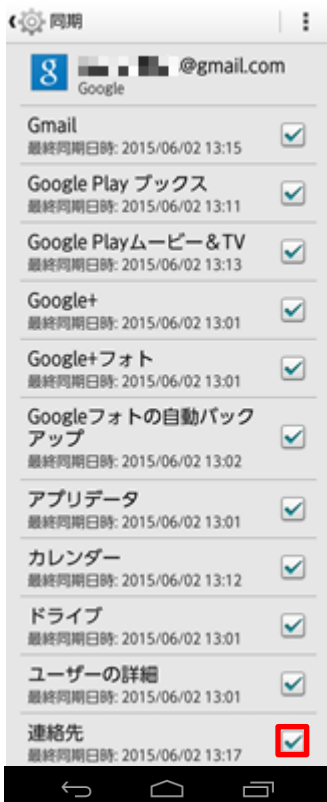 同期
@gmail.com
Google
Gmail
最終同期日時: 2015/06/02 13:15
Google Play ブックス
最終同期日時: 2015/06/02 13:11
Google Playムービー＆TV
最終同期日時: 2015/06/02 13:13
Google+
最終同期日時: 2015/06/02 13:01
Google+フォト
最終同期日時: 2015/06/02 13:01
Googleフォトの自動バック
アップ
最終同期日時: 2015/06/02 13:02
アプリデータ
最終同期日時: 2015/06/02 13:01
カレンダー
最終同期日時: 2015/06/02 13:12
ドライブ
最終同期日時: 2015/06/02 13:01
ユーザーの詳細
最終同期日時: 2015/06/02 13:01
連絡先
最終同期日時: 2015/06/02 13:17